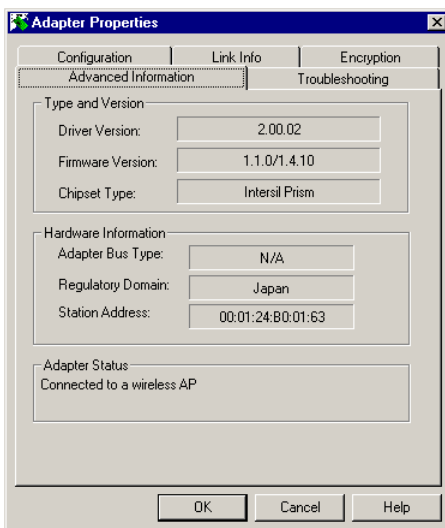 Adapter Properties
Configuration Link Info Encryption
Advanced Information Troubleshooting
Type and Version
Driver Version: 2.00.02
Firmware Version: 1.1.0/1.4.10
Chipset Type: Intersil Prism
Hardware Information
Adapter Bus Type: N/A
Regulatory Domain: Japan
Station Address: 00:01:24:B0:01:63
Adapter Status
Connected to a wireless AP
OK Cancel Help